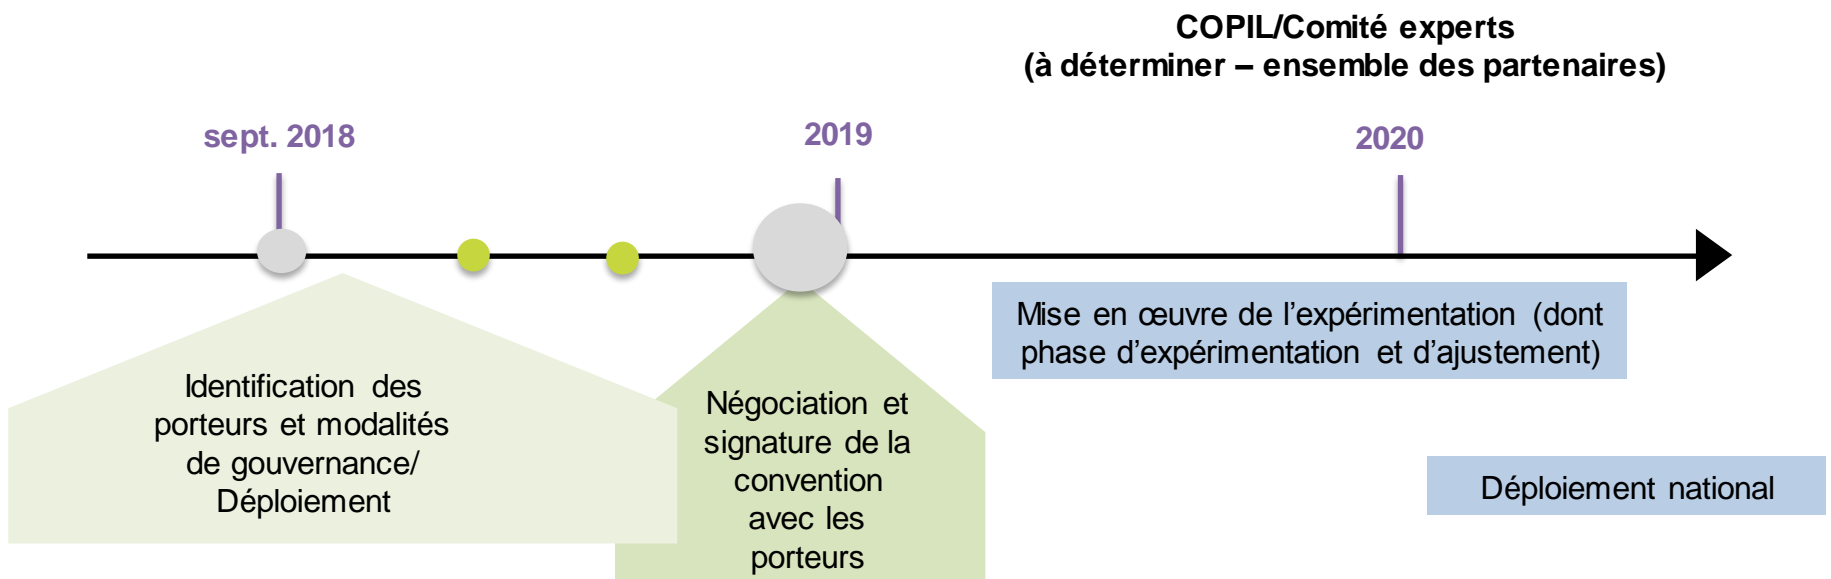 COPIL/Comité experts
(à déterminer – ensemble des partenaires)
sept. 2018
2019
2020
Identification des
porteurs et modalités
de gouvernance/
Déploiement
Négociation et
signature de la
convention
avec les
porteurs
Mise en œuvre de l’expérimentation (dont
phase d’expérimentation et d’ajustement)
Déploiement national